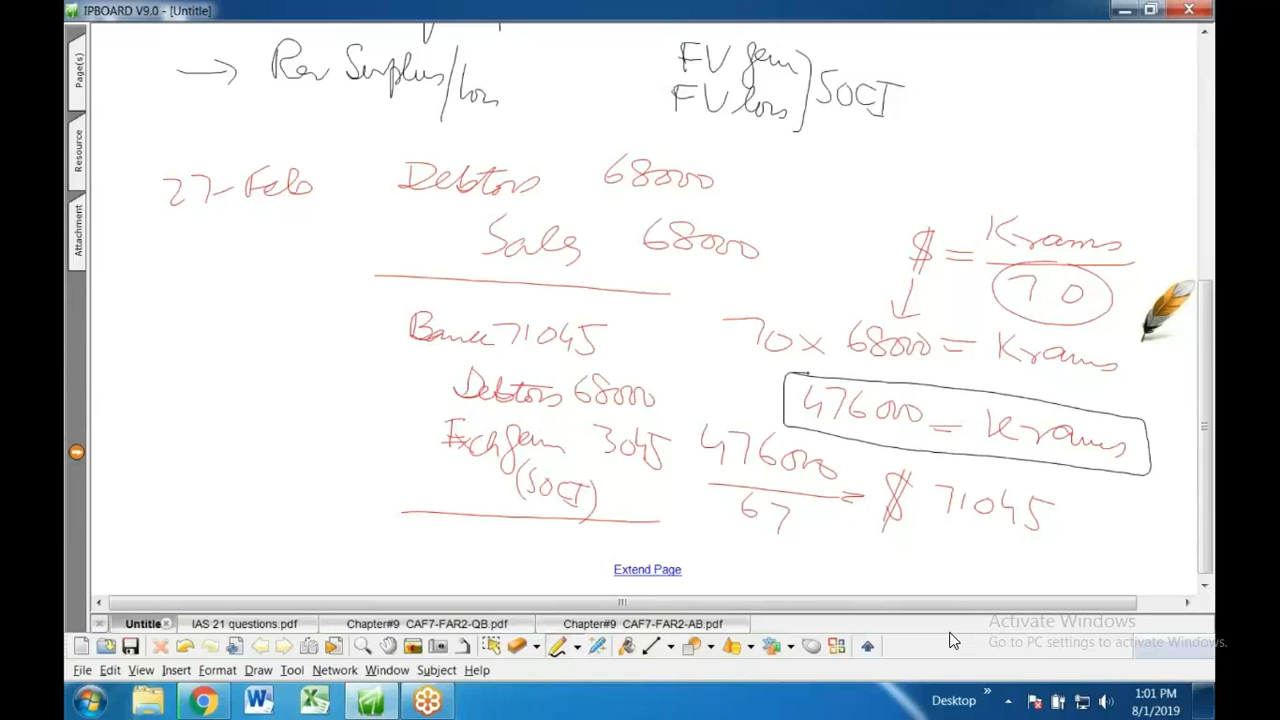 IPBOARD V9.0 - [Untitle]
Page(s)
Resource
Attachment
→ Rev Surplus/Loss
FV gain
FV loss
SOCI
27-Feb Debtors 68000
Sales 68000
$ = Krams
70
Bank 71045
70 x 68000 = Krams
Debtors 68000
476000 = Krams
Exch gain 3045
(SOCI)
476000
67
= $ 71045
Extend Page
Untitle
IAS 21 questions.pdf
Chapter#9 CAF7-FAR2-QB.pdf
Chapter#9 CAF7-FAR2-AB.pdf
Activate Windows
Go to PC settings to activate Windows.
File Edit View Insert Format Draw Tool Network Window Subject Help
Desktop
1:01 PM
8/1/2019